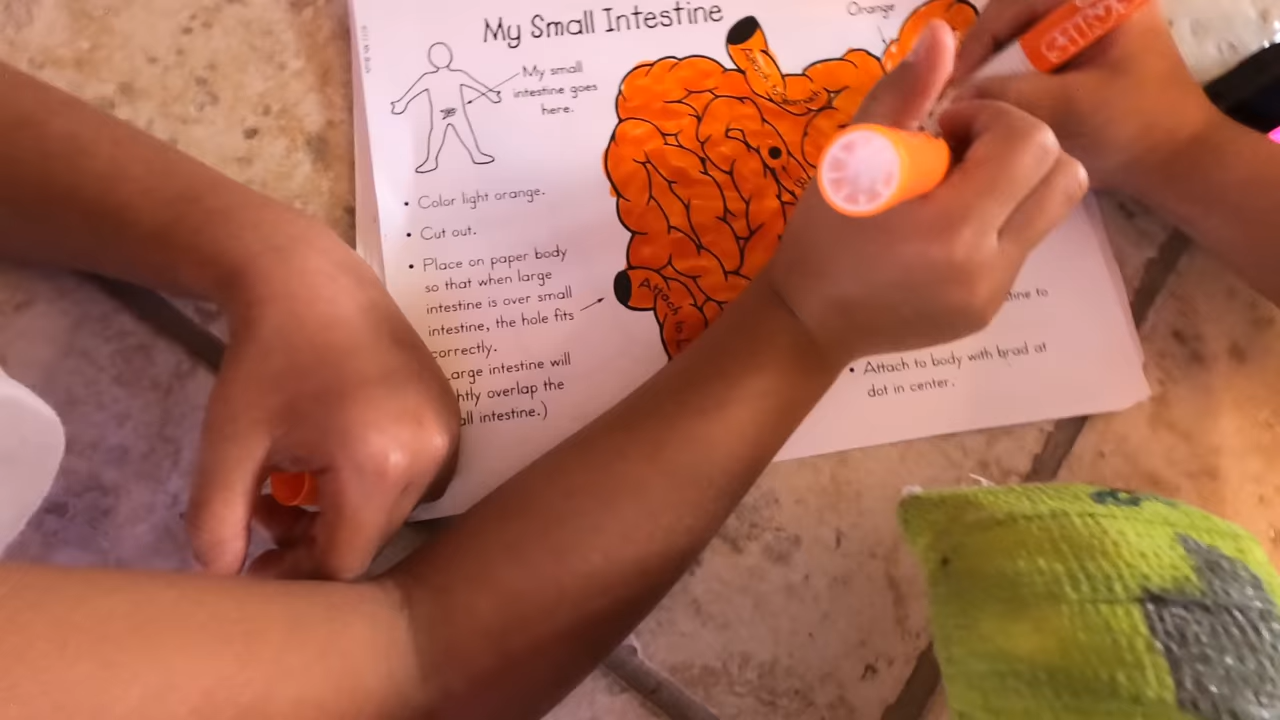 My Small Intestine
Orange
My small
intestine goes
here.
Attach to stomach
• Color light orange.
• Cut out.
• Place on paper body
so that when large
intestine is over small
intestine, the hole fits
correctly.
arge intestine will
htly overlap the
all intestine.)
Attach to
tine to
• Attach to body with brad at
dot in center.